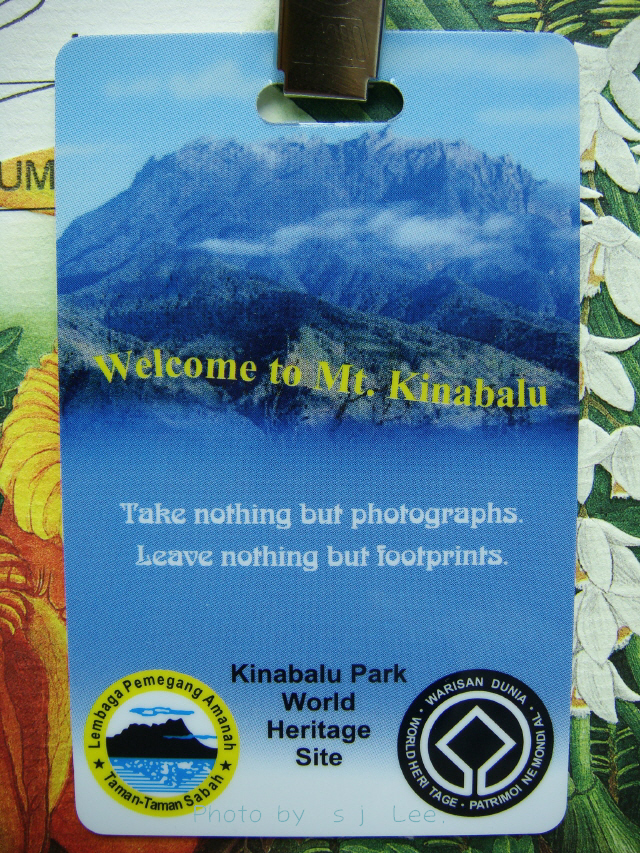 UM
Welcome to Mt. Kinabalu
Take nothing but photographs.
Leave nothing but footprints.
Kinabalu Park
World
Heritage
Site
Lembaga Pemegang Amanah
★ Taman-Taman Sabah ★
• WARISAN DUNIA •
WORLD HERITAGE • PATRIMOINE MONDIAL
Photo by s j Lee.